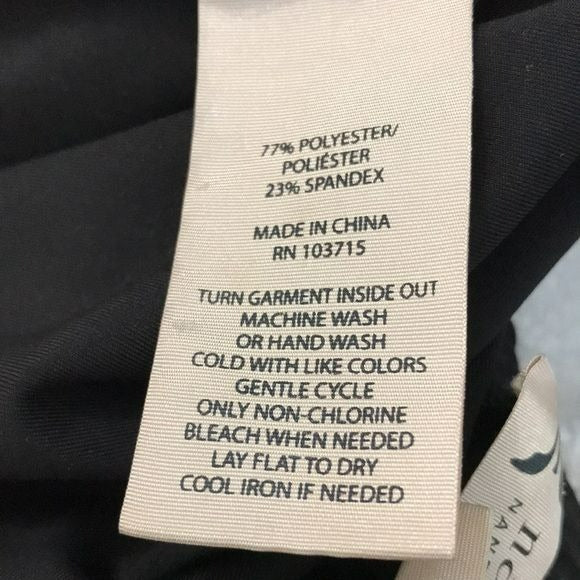 77% POLYESTER/
POLIÉSTER
23% SPANDEX
MADE IN CHINA
RN 103715
TURN GARMENT INSIDE OUT
MACHINE WASH
OR HAND WASH
COLD WITH LIKE COLORS
GENTLE CYCLE
ONLY NON-CHLORINE
BLEACH WHEN NEEDED
LAY FLAT TO DRY
COOL IRON IF NEEDED